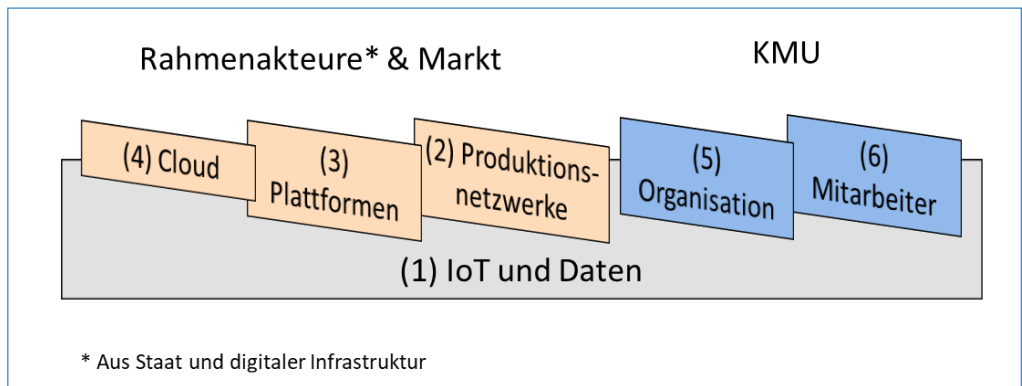 Rahmenakteure* & Markt
KMU
(4) Cloud
(3)
Plattformen
(2) Produktions-
netzwerke
(5)
Organisation
(6)
Mitarbeiter
(1) IoT und Daten
* Aus Staat und digitaler Infrastruktur